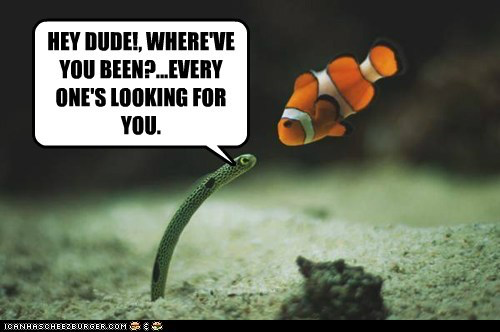 HEY DUDE!, WHERE'VE
YOU BEEN?...EVERY
ONE'S LOOKING FOR
YOU.
ICANHASCHEEZBURGER.COM